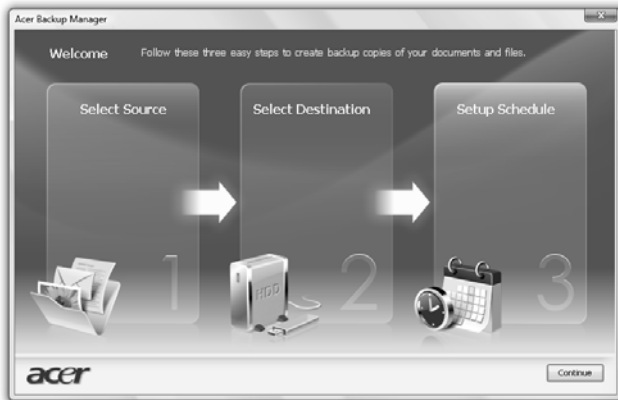 Acer Backup Manager
Welcome
Follow these three easy steps to create backup copies of your documents and files.
Select Source
Select Destination
Setup Schedule
HDD
1
2
3
acer
Continue